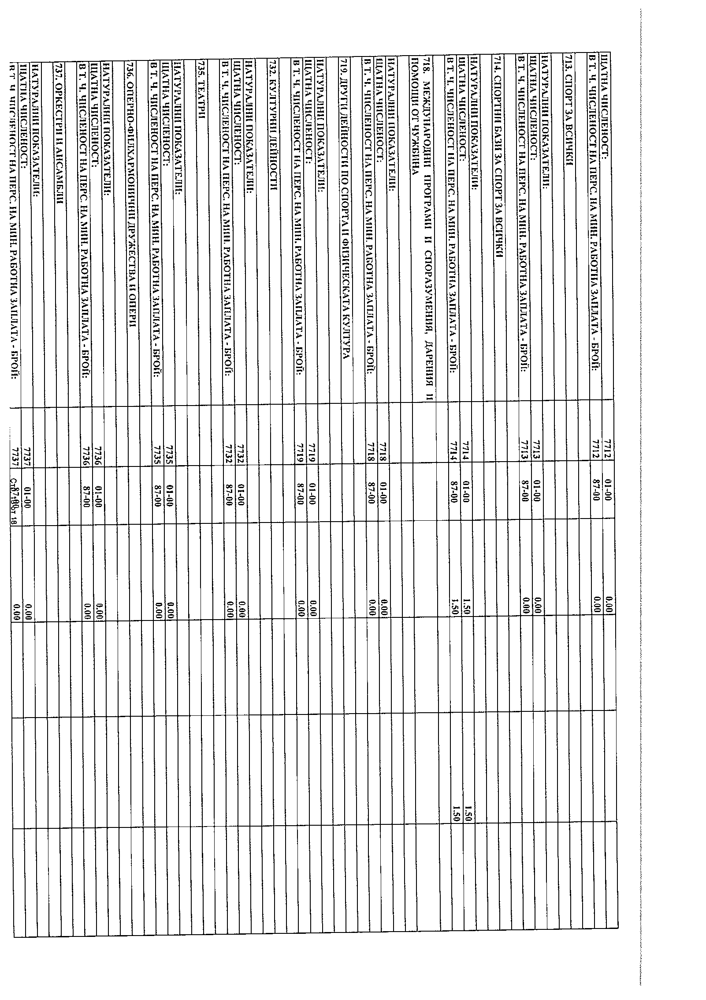 ЩАТНА ЧИСЛЕНОСТ: 7712 01-00 0.00
В Т. Ч. ЧИСЛЕНОСТ НА ПЕРС. НА МИН. РАБОТНА ЗАПЛАТА - БРОЙ: 7712 87-00 0.00
713. СПОРТ ЗА ВСИЧКИ
НАТУРАЛНИ ПОКАЗАТЕЛИ:
ЩАТНА ЧИСЛЕНОСТ: 7713 01-00 0.00
В Т. Ч. ЧИСЛЕНОСТ НА ПЕРС. НА МИН. РАБОТНА ЗАПЛАТА - БРОЙ: 7713 87-00 0.00
714. СПОРТНИ БАЗИ ЗА СПОРТ ЗА ВСИЧКИ
НАТУРАЛНИ ПОКАЗАТЕЛИ:
ЩАТНА ЧИСЛЕНОСТ: 7714 01-00 1.50 1.50
В Т. Ч. ЧИСЛЕНОСТ НА ПЕРС. НА МИН. РАБОТНА ЗАПЛАТА - БРОЙ: 7714 87-00 1.50 1.50
718. МЕЖДУНАРОДНИ ПРОГРАМИ И СПОРАЗУМЕНИЯ, ДАРЕНИЯ И
ПОМОЩИ ОТ ЧУЖБИНА
НАТУРАЛНИ ПОКАЗАТЕЛИ:
ЩАТНА ЧИСЛЕНОСТ: 7718 01-00 0.00
В Т. Ч. ЧИСЛЕНОСТ НА ПЕРС. НА МИН. РАБОТНА ЗАПЛАТА - БРОЙ: 7718 87-00 0.00
719. ДРУГИ ДЕЙНОСТИ ПО СПОРТА И ФИЗИЧЕСКАТА КУЛТУРА
НАТУРАЛНИ ПОКАЗАТЕЛИ:
ЩАТНА ЧИСЛЕНОСТ: 7719 01-00 0.00
В Т. Ч. ЧИСЛЕНОСТ НА ПЕРС. НА МИН. РАБОТНА ЗАПЛАТА - БРОЙ: 7719 87-00 0.00
732. КУЛТУРНИ ДЕЙНОСТИ
НАТУРАЛНИ ПОКАЗАТЕЛИ:
ЩАТНА ЧИСЛЕНОСТ: 7732 01-00 0.00
В Т. Ч. ЧИСЛЕНОСТ НА ПЕРС. НА МИН. РАБОТНА ЗАПЛАТА - БРОЙ: 7732 87-00 0.00
735. ТЕАТРИ
НАТУРАЛНИ ПОКАЗАТЕЛИ:
ЩАТНА ЧИСЛЕНОСТ: 7735 01-00 0.00
В Т. Ч. ЧИСЛЕНОСТ НА ПЕРС. НА МИН. РАБОТНА ЗАПЛАТА - БРОЙ: 7735 87-00 0.00
736. ОПЕРНО-ФИЛХАРМОНИЧНИ ДРУЖЕСТВА И ОПЕРИ
НАТУРАЛНИ ПОКАЗАТЕЛИ:
ЩАТНА ЧИСЛЕНОСТ: 7736 01-00 0.00
В Т. Ч. ЧИСЛЕНОСТ НА ПЕРС. НА МИН. РАБОТНА ЗАПЛАТА - БРОЙ: 7736 87-00 0.00
737. ОРКЕСТРИ И АНСАМБЛИ
НАТУРАЛНИ ПОКАЗАТЕЛИ:
ЩАТНА ЧИСЛЕНОСТ: 7737 01-00 0.00
В Т. Ч. ЧИСЛЕНОСТ НА ПЕРС. НА МИН. РАБОТНА ЗАПЛАТА - БРОЙ: 7737 87-00 0.00